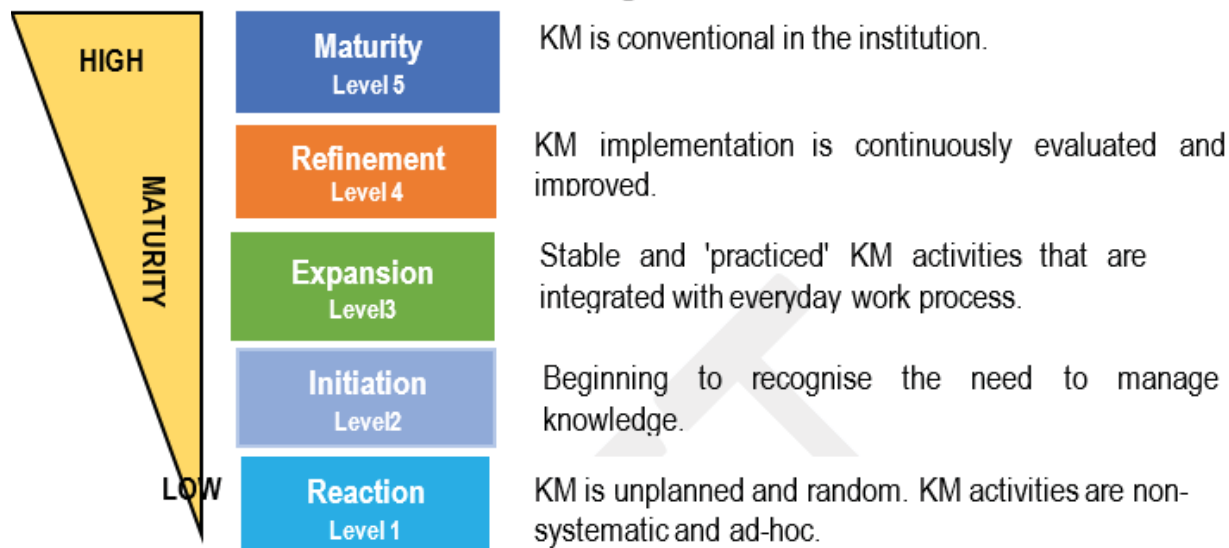 HIGH
MATURITY
LOW
Maturity
Level 5
KM is conventional in the institution.
Refinement
Level 4
KM implementation is continuously evaluated and
improved.
Expansion
Level3
Stable and 'practiced' KM activities that are
integrated with everyday work process.
Initiation
Level2
Beginning to recognise the need to manage
knowledge.
Reaction
Level 1
KM is unplanned and random. KM activities are non-
systematic and ad-hoc.